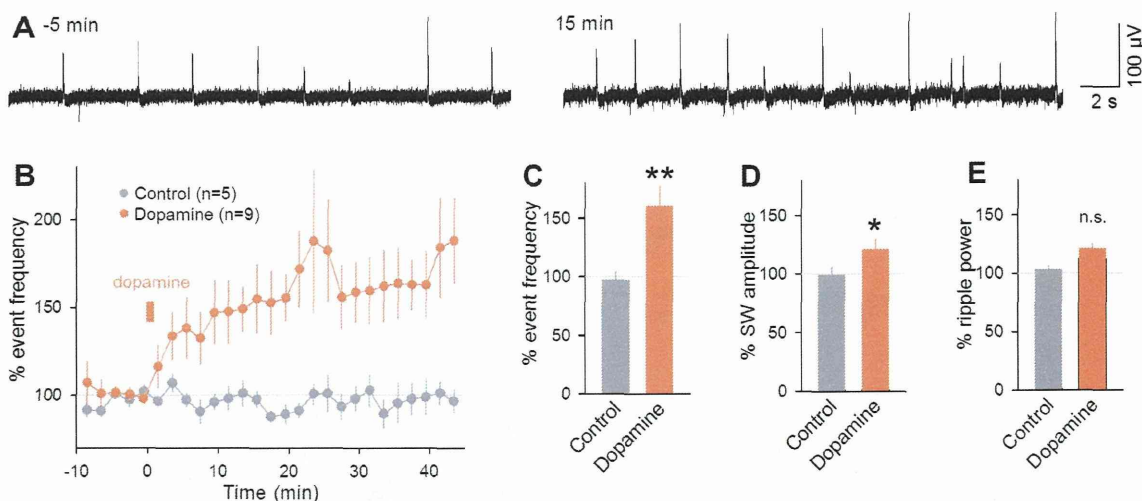 A
-5 min
15 min
100 µV
2 s
B
Control (n=5)
Dopamine (n=9)
dopamine
% event frequency
200
150
100
-10
0
10
20
30
40
Time (min)
C
**
% event frequency
150
100
50
0
Control
Dopamine
D
*
% SW amplitude
150
100
50
0
Control
Dopamine
E
n.s.
% ripple power
150
100
50
0
Control
Dopamine